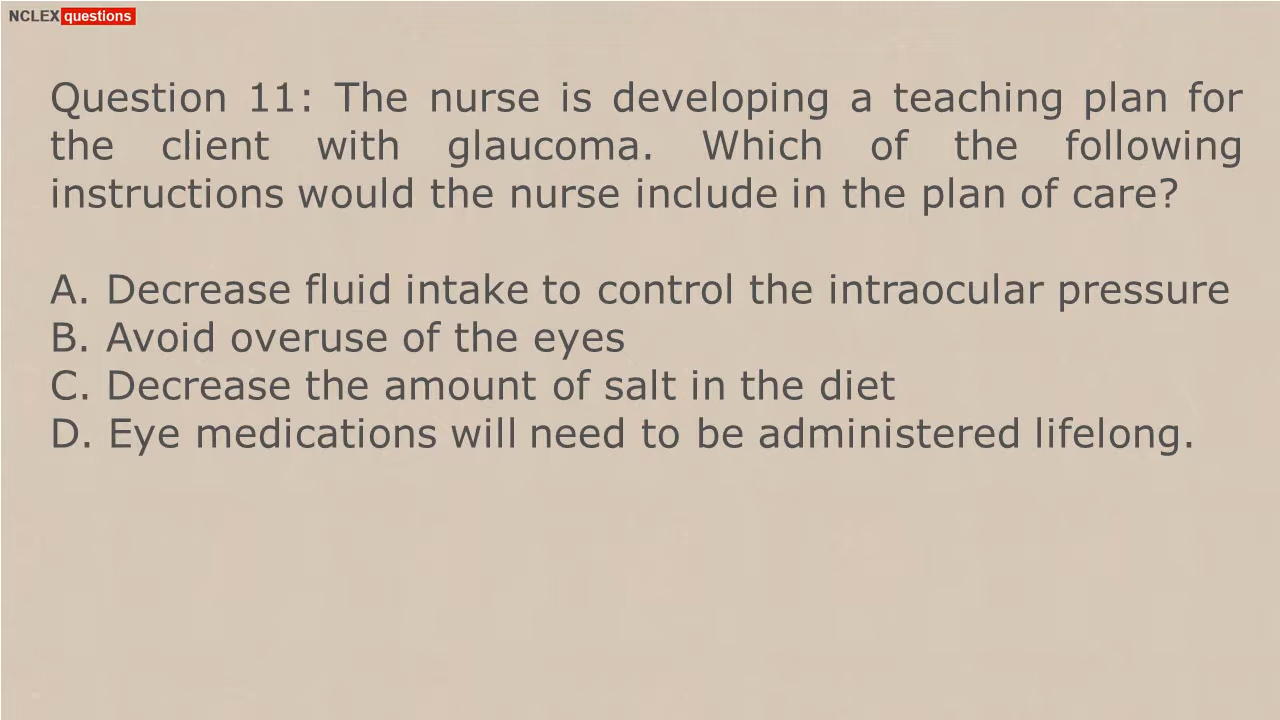 NCLEX questions
Question 11: The nurse is developing a teaching plan for
the client with glaucoma. Which of the following
instructions would the nurse include in the plan of care?
A. Decrease fluid intake to control the intraocular pressure
B. Avoid overuse of the eyes
C. Decrease the amount of salt in the diet
D. Eye medications will need to be administered lifelong.